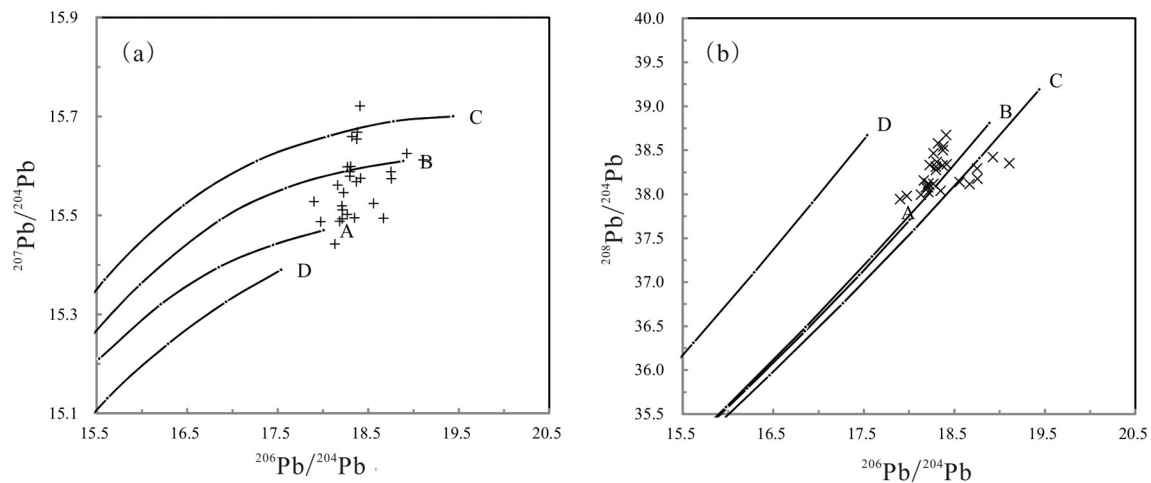 (a)
15.9
15.7
15.5
15.3
15.1
15.5
16.5
17.5
18.5
19.5
20.5
²⁰⁷Pb/²⁰⁴Pb
²⁰⁶Pb/²⁰⁴Pb
C
B
A
D
(b)
40.0
39.5
39.0
38.5
38.0
37.5
37.0
36.5
36.0
35.5
15.5
16.5
17.5
18.5
19.5
20.5
²⁰⁸Pb/²⁰⁴Pb
²⁰⁶Pb/²⁰⁴Pb
C
B
D
A